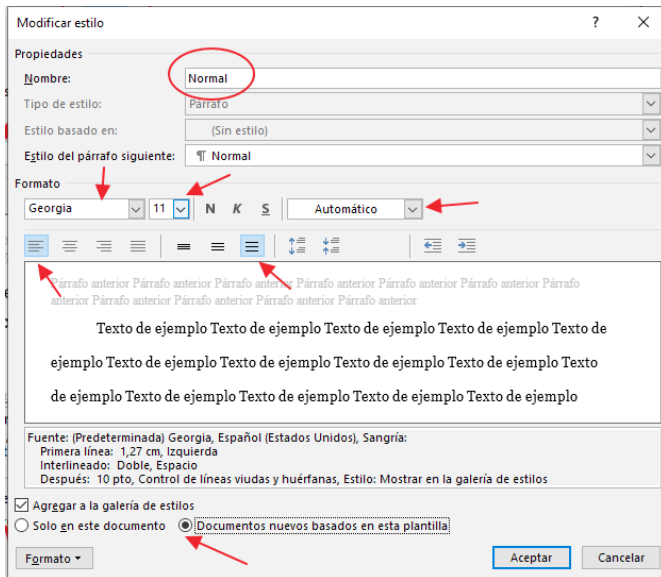 Modificar estilo ? ×
Propiedades
Nombre: Normal
Tipo de estilo: Párrafo
Estilo basado en: (Sin estilo)
Estilo del párrafo siguiente: ¶ Normal
Formato
Georgia 11 N K S Automático
Párrafo anterior Párrafo anterior Párrafo anterior Párrafo anterior Párrafo anterior Párrafo anterior Párrafo
anterior Párrafo anterior Párrafo anterior Párrafo anterior Párrafo anterior
Texto de ejemplo Texto de ejemplo Texto de ejemplo Texto de ejemplo Texto de
ejemplo Texto de ejemplo Texto de ejemplo Texto de ejemplo Texto de ejemplo Texto
de ejemplo Texto de ejemplo Texto de ejemplo Texto de ejemplo Texto de ejemplo
Fuente: (Predeterminada) Georgia, Español (Estados Unidos), Sangría:
Primera línea: 1,27 cm, Izquierda
Interlineado: Doble, Espacio
Después: 10 pto, Control de líneas viudas y huérfanas, Estilo: Mostrar en la galería de estilos
Agregar a la galería de estilos
Solo en este documento Documentos nuevos basados en esta plantilla
Formato Aceptar Cancelar